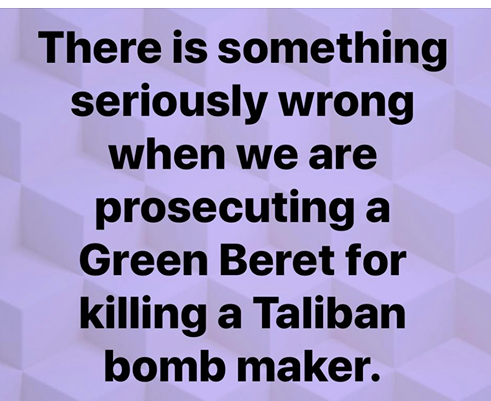 There is something
seriously wrong
when we are
prosecuting a
Green Beret for
killing a Taliban
bomb maker.